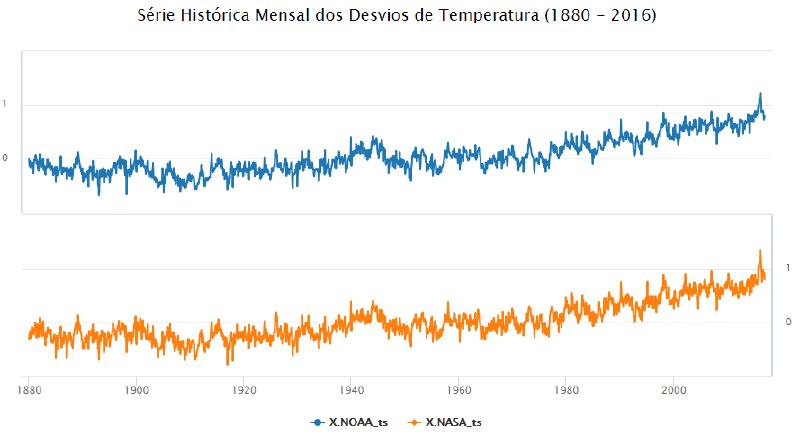 Série Histórica Mensal dos Desvios de Temperatura (1880 - 2016)
1
0
1
0
1880 1900 1920 1940 1960 1980 2000
X.NOAA_ts X.NASA_ts